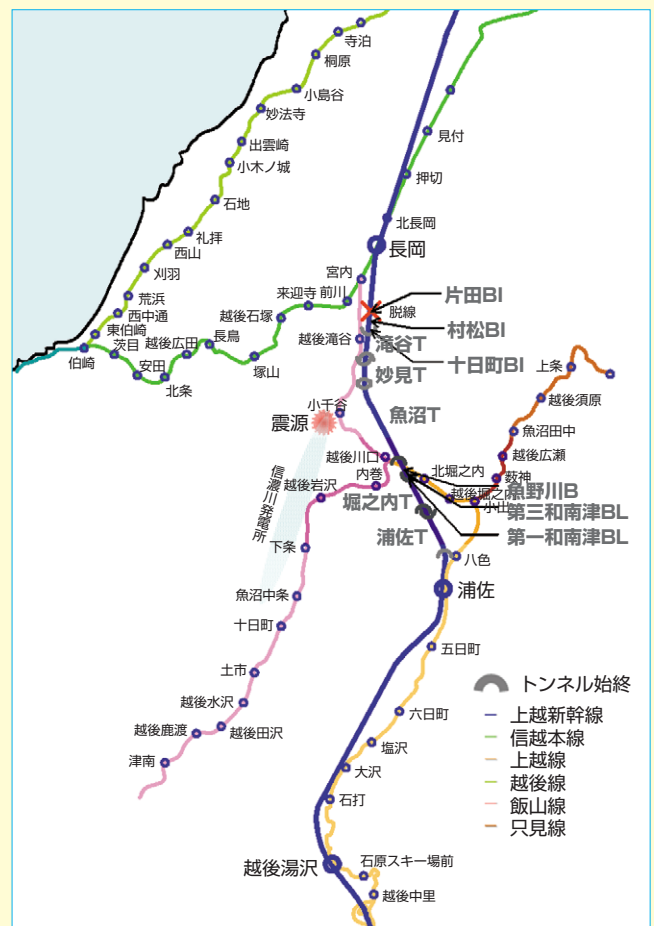 寺泊
桐原
小島谷
妙法寺
出雲崎
小木ノ城
石地
礼拝
西山
刈羽
荒浜
西中通
東伯崎
伯崎
茨目
安田
北条
越後広田
長鳥
塚山
越後石塚
来迎寺
前川
宮内
見付
押切
北長岡
長岡
脱線
片田BI
村松BI
十日町BI
越後滝谷
滝谷T
妙見T
魚沼T
小千谷
震源
信濃川発電所
越後川口
内巻
越後岩沢
北堀之内
越後堀之内
小出
堀之内T
浦佐T
魚野川B
第三和南津BL
第一和南津BL
上条
越後須原
魚沼田中
越後広瀬
薮神
下条
魚沼中条
十日町
土市
越後水沢
越後田沢
越後鹿渡
津南
八色
浦佐
五日町
六日町
塩沢
大沢
石打
越後湯沢
石原スキー場前
越後中里
トンネル始終
上越新幹線
信越本線
上越線
越後線
飯山線
只見線